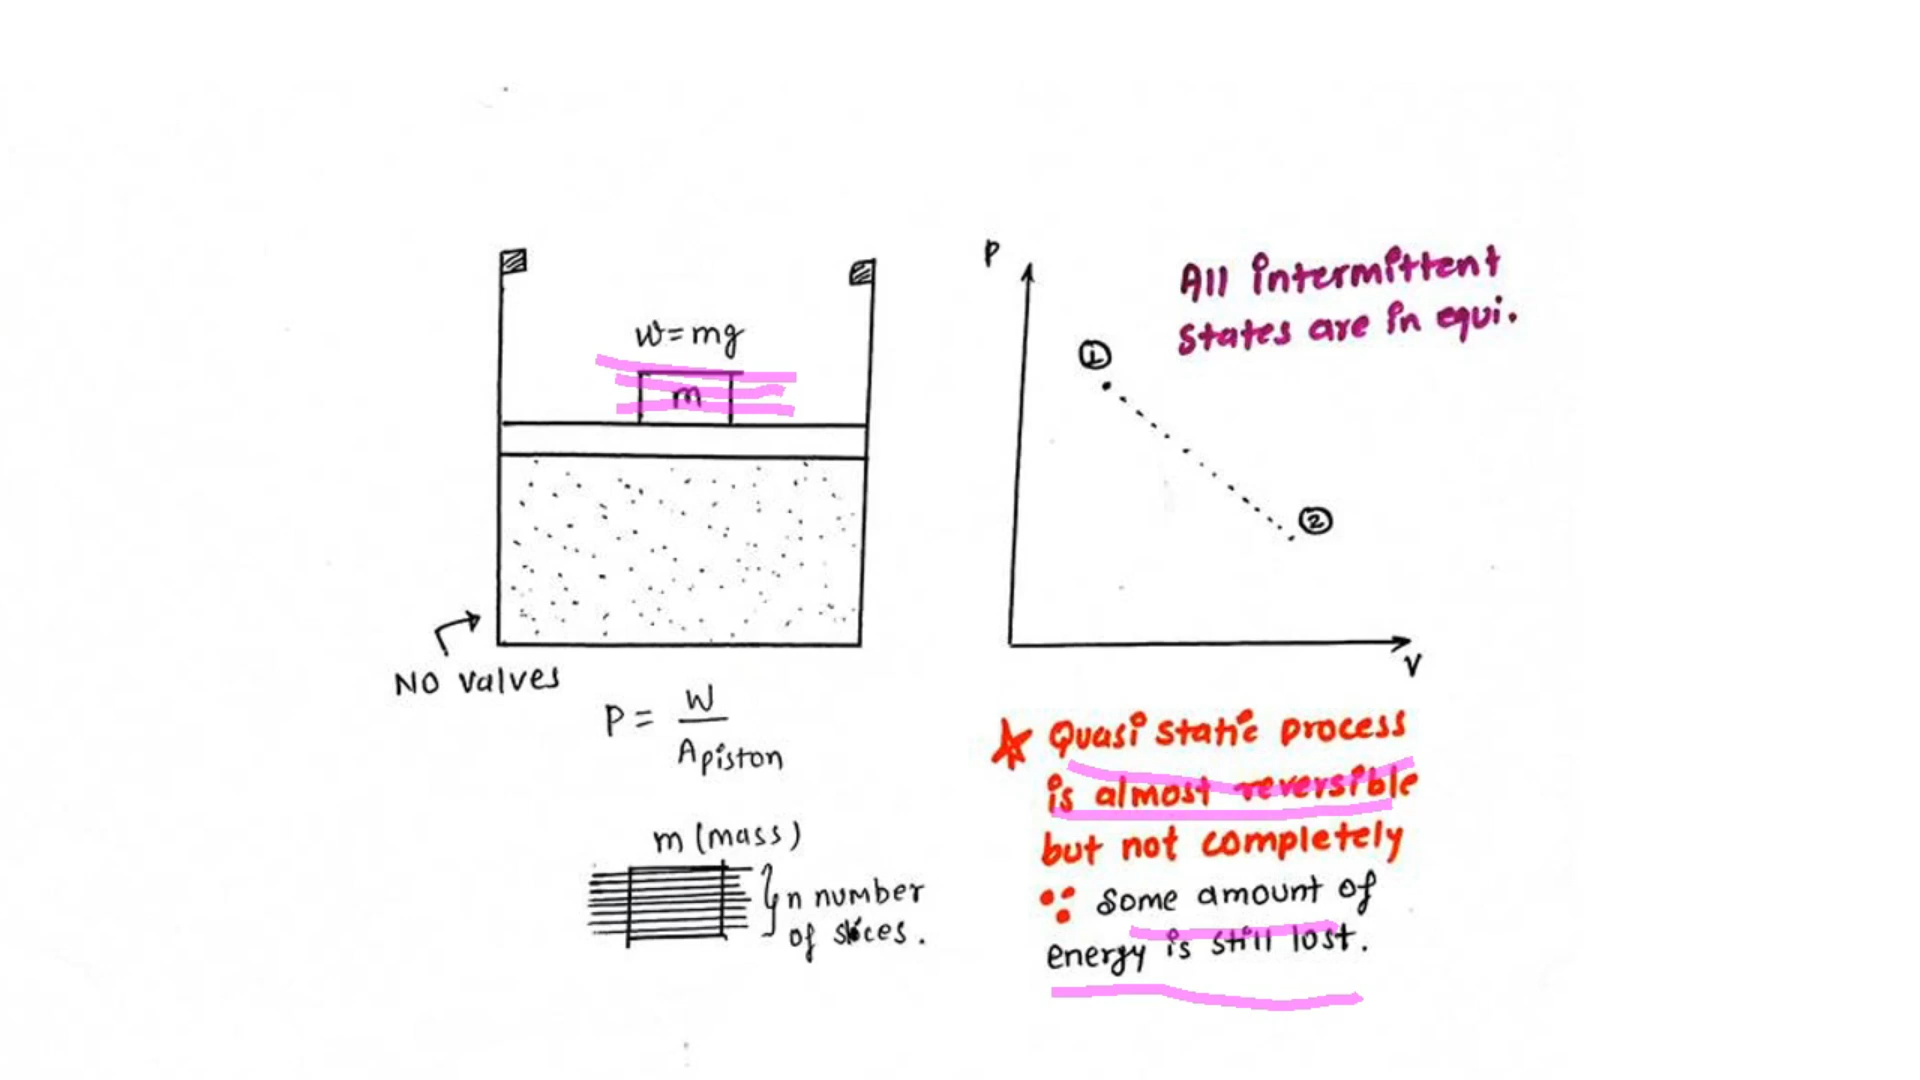 W=mg
m
NO valves
P = W
Apiston
m (mass)
n number
of slices.
P
All intermittent
states are in equi.
1
2
V
Quasi static process
is almost reversible
but not completely
∵ some amount of
energy is still lost.